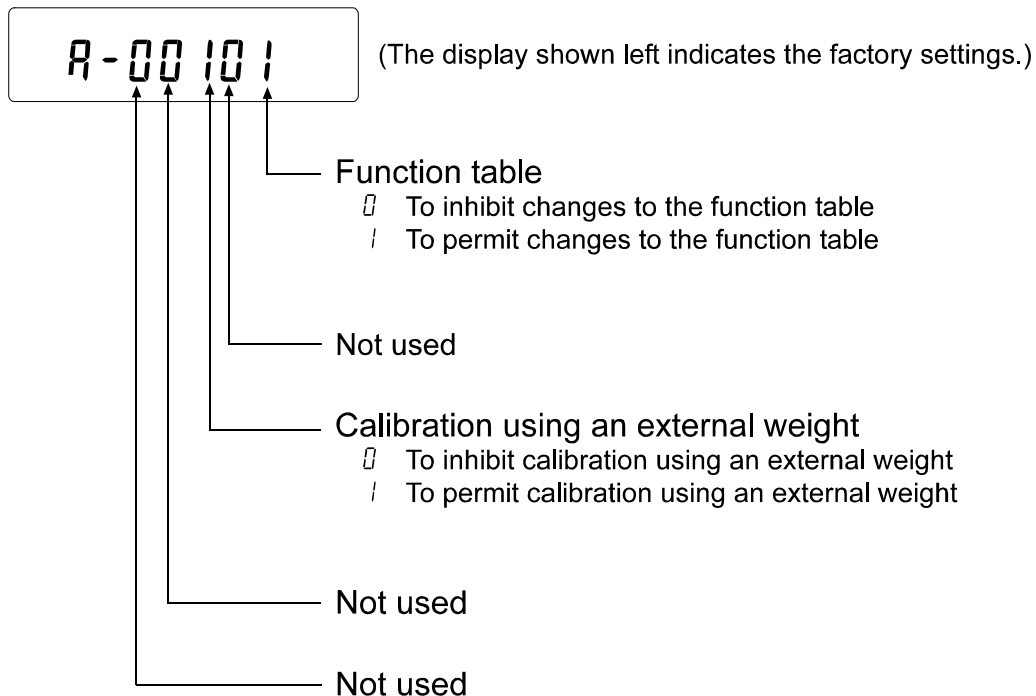 A-00101
(The display shown left indicates the factory settings.)
Function table
0 To inhibit changes to the function table
1 To permit changes to the function table
Not used
Calibration using an external weight
0 To inhibit calibration using an external weight
1 To permit calibration using an external weight
Not used
Not used